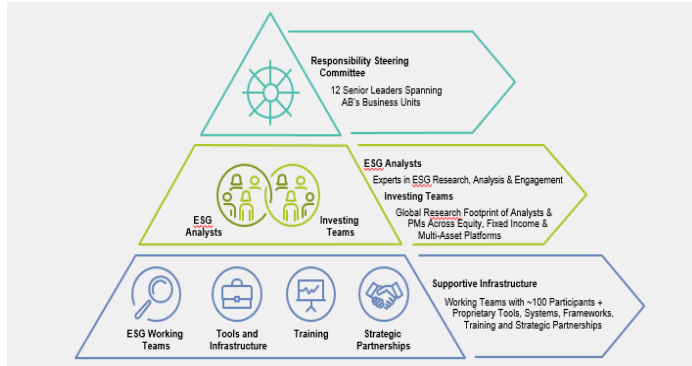 Responsibility Steering
Committee
12 Senior Leaders Spanning
AB's Business Units
ESG Analysts
Experts in ESG Research, Analysis & Engagement
Investing Teams
Global Research Footprint of Analysts &
PMs Across Equity, Fixed Income &
Multi-Asset Platforms
ESG
Analysts
Investing
Teams
Supportive Infrastructure
Working Teams with ~100 Participants +
Proprietary Tools, Systems, Frameworks,
Training and Strategic Partnerships
ESG Working
Teams
Tools and
Infrastructure
Training
Strategic
Partnerships